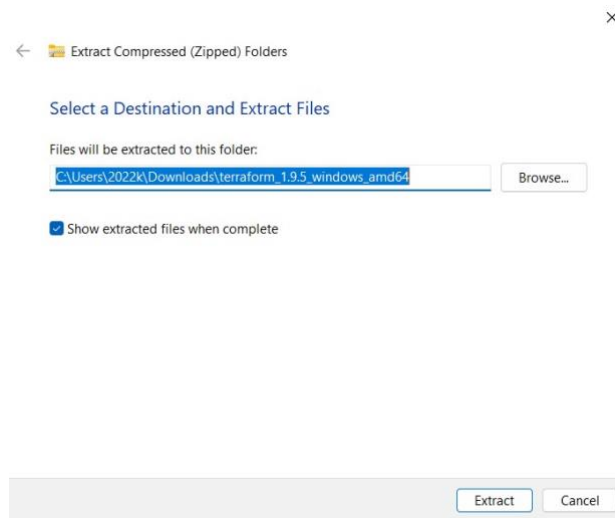 Extract Compressed (Zipped) Folders
Select a Destination and Extract Files
Files will be extracted to this folder:
C:\Users\2022k\Downloads\terraform_1.9.5_windows_amd64
Browse...
Show extracted files when complete
Extract Cancel